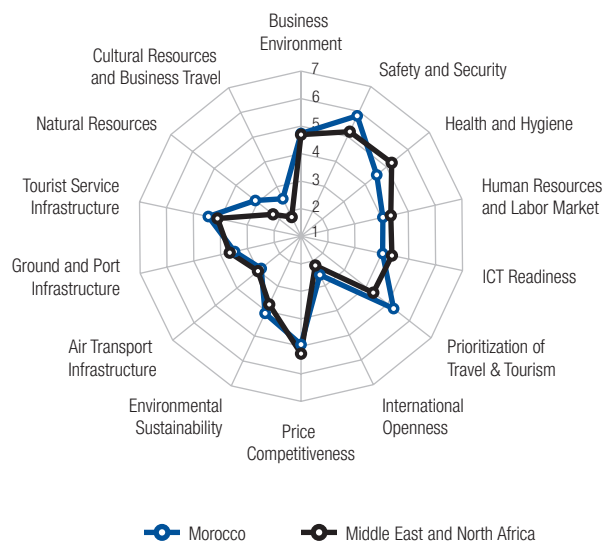 Business
Environment
Safety and Security
Health and Hygiene
Human Resources
and Labor Market
ICT Readiness
Prioritization of
Travel & Tourism
International
Openness
Price
Competitiveness
Environmental
Sustainability
Air Transport
Infrastructure
Ground and Port
Infrastructure
Tourist Service
Infrastructure
Natural Resources
Cultural Resources
and Business Travel
7
6
5
4
3
2
1
Morocco
Middle East and North Africa